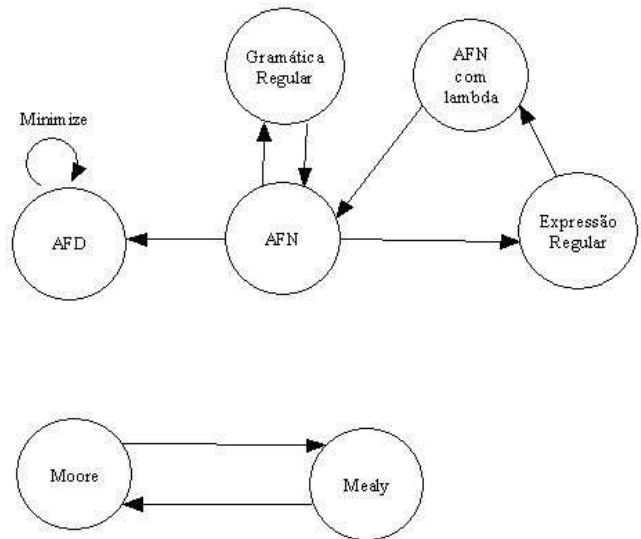 Gramática
Regular
AFN
com
lambda
Minimize
AFD
AFN
Expressão
Regular
Moore
Mealy